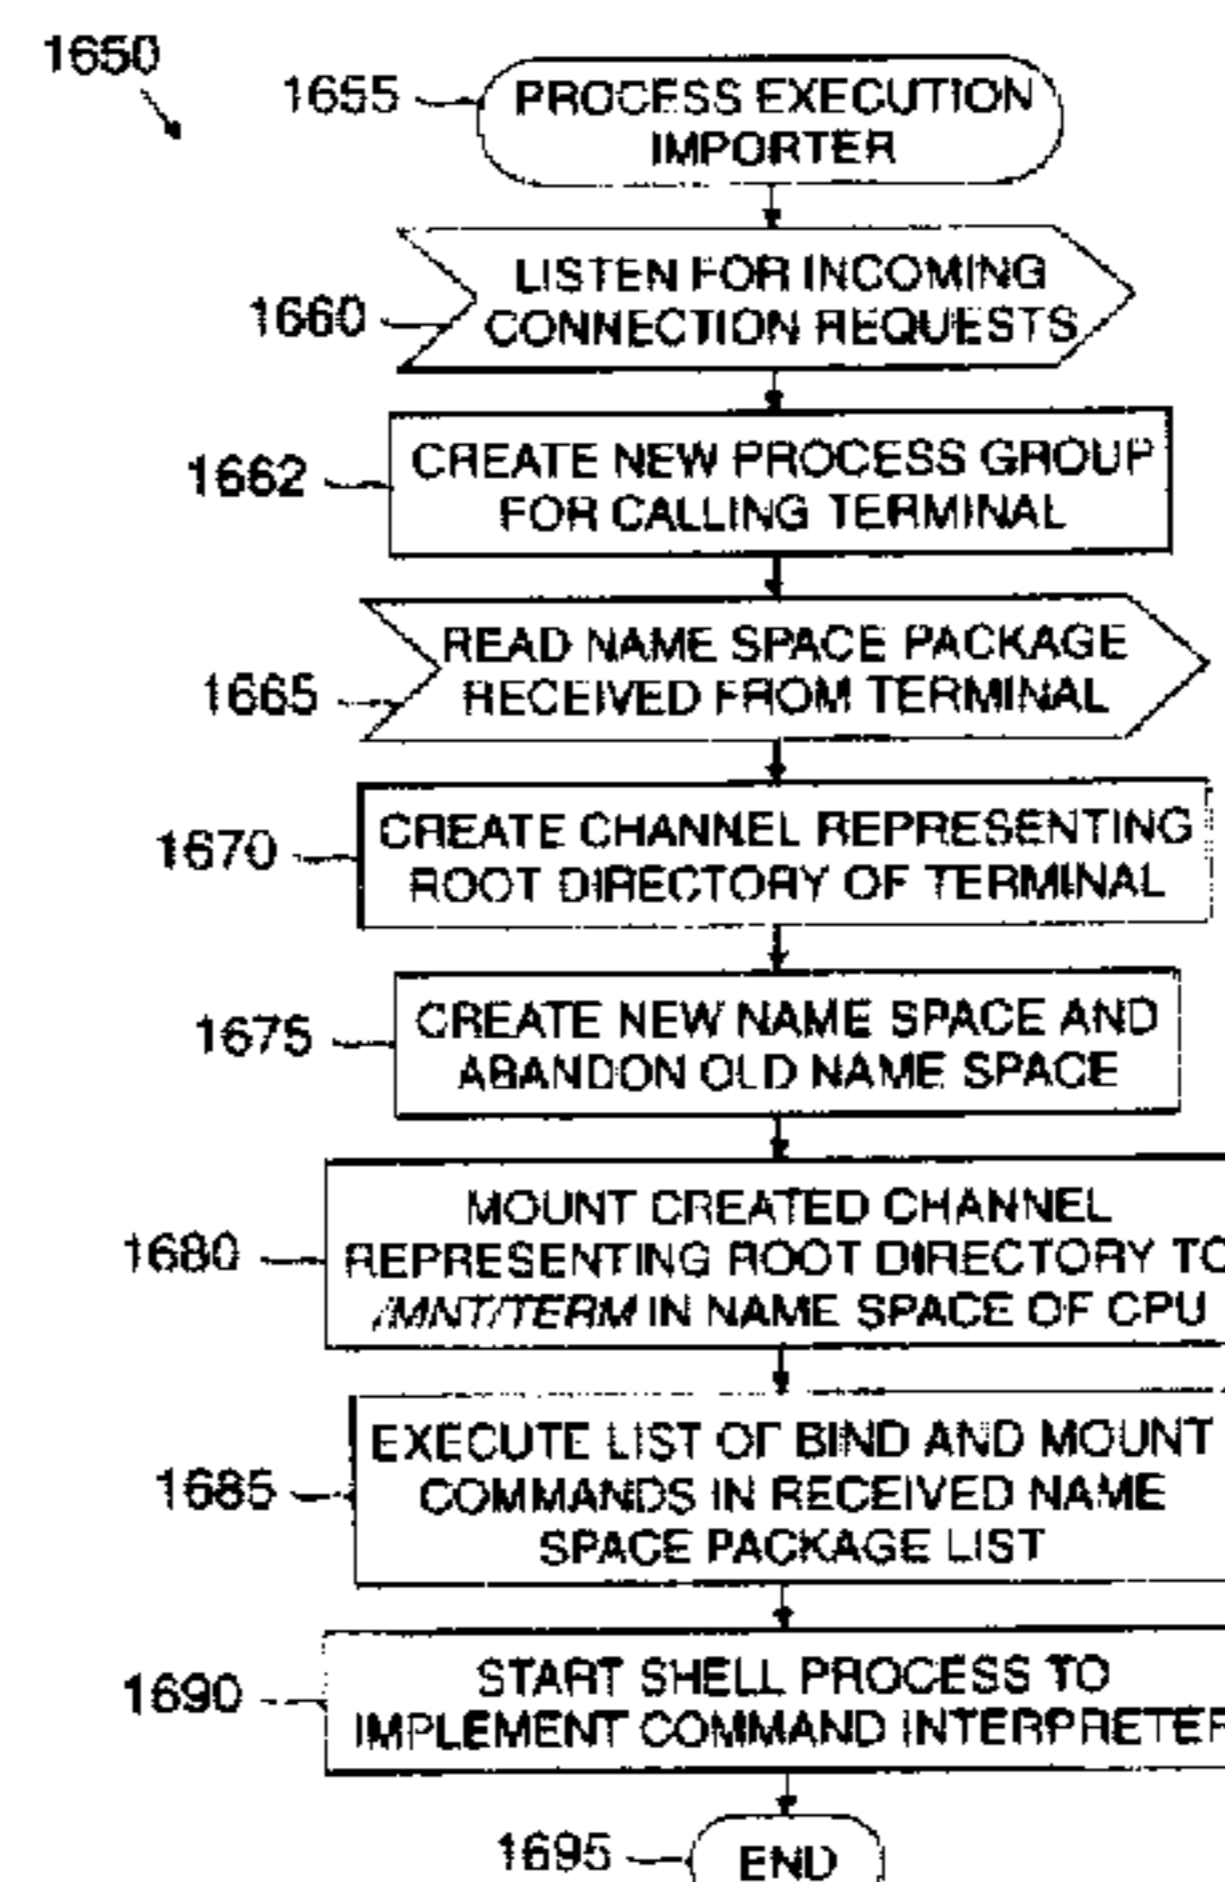 1650
1655
PROCESS EXECUTION
IMPORTER
LISTEN FOR INCOMING
1660
CONNECTION REQUESTS
CREATE NEW PROCESS GROUP
1662
FOR CALLING TERMINAL
READ NAME SPACE PACKAGE
1665
RECEIVED FROM TERMINAL
CREATE CHANNEL REPRESENTING
1670
ROOT DIRECTORY OF TERMINAL
CREATE NEW NAME SPACE AND
1675
ABANDON OLD NAME SPACE
MOUNT CREATED CHANNEL
1680
REPRESENTING ROOT DIRECTORY TO
/MNT/TERM IN NAME SPACE OF CPU
EXECUTE LIST OF BIND AND MOUNT
1685
COMMANDS IN RECEIVED NAME
SPACE PACKAGE LIST
START SHELL PROCESS TO
1690
IMPLEMENT COMMAND INTERPRETER
1695
END